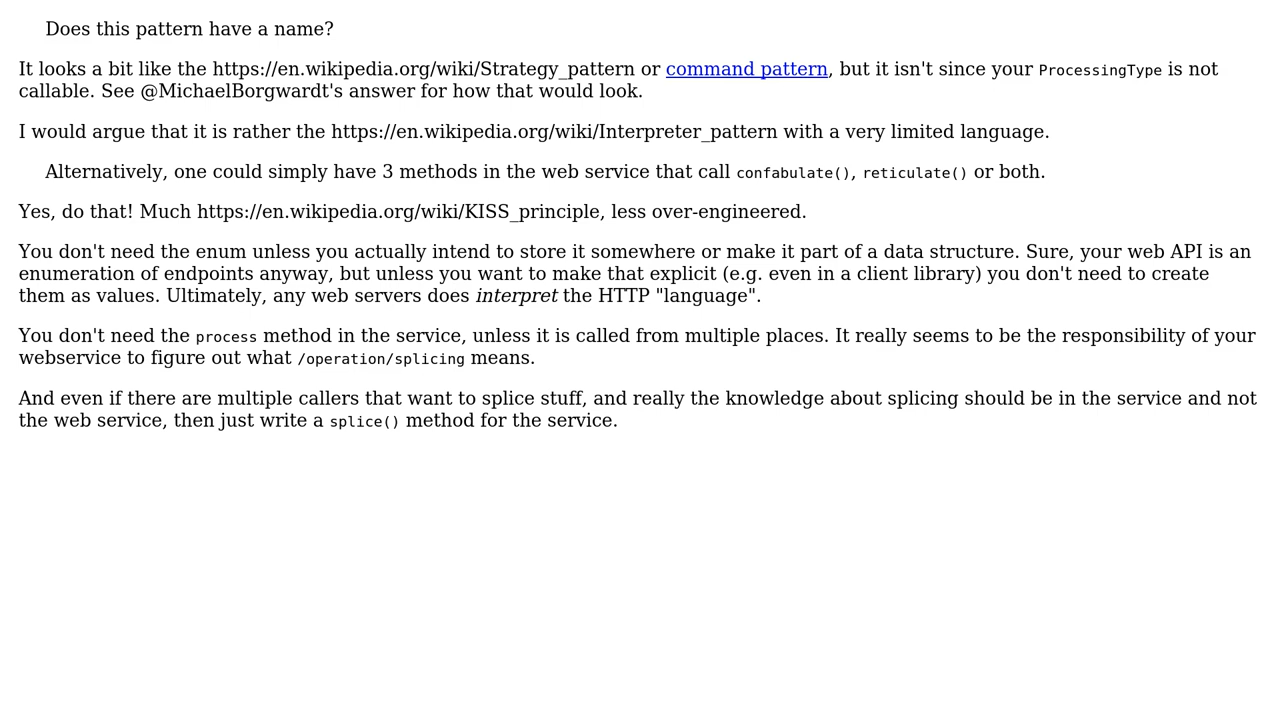 Does this pattern have a name?
It looks a bit like the https://en.wikipedia.org/wiki/Strategy_pattern or command pattern, but it isn't since your ProcessingType is not
callable. See @MichaelBorgwardt's answer for how that would look.
I would argue that it is rather the https://en.wikipedia.org/wiki/Interpreter_pattern with a very limited language.
Alternatively, one could simply have 3 methods in the web service that call confabulate(), reticulate() or both.
Yes, do that! Much https://en.wikipedia.org/wiki/KISS_principle, less over-engineered.
You don't need the enum unless you actually intend to store it somewhere or make it part of a data structure. Sure, your web API is an
enumeration of endpoints anyway, but unless you want to make that explicit (e.g. even in a client library) you don't need to create
them as values. Ultimately, any web servers does interpret the HTTP "language".
You don't need the process method in the service, unless it is called from multiple places. It really seems to be the responsibility of your
webservice to figure out what /operation/splicing means.
And even if there are multiple callers that want to splice stuff, and really the knowledge about splicing should be in the service and not
the web service, then just write a splice() method for the service.